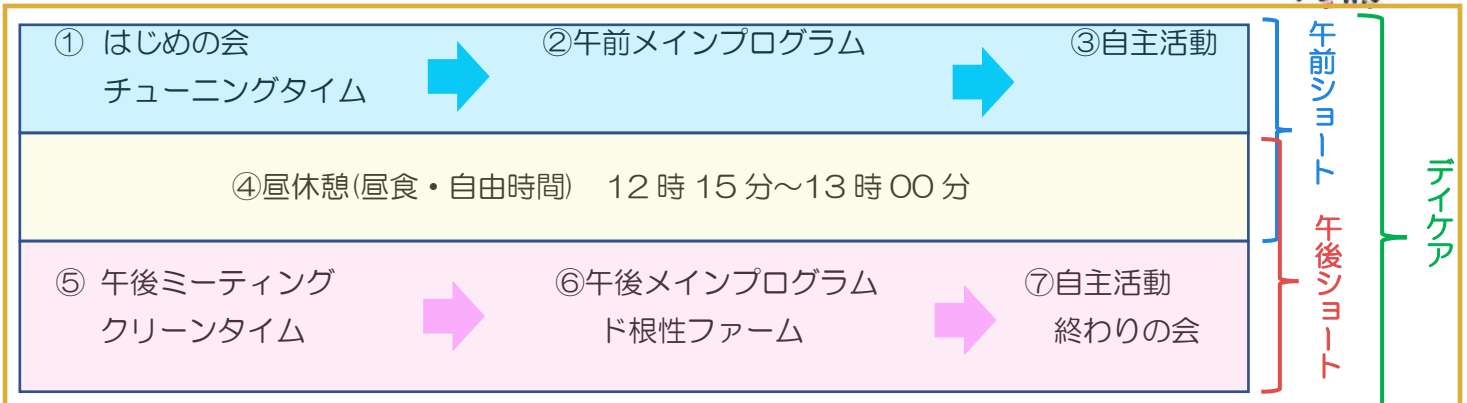 ① はじめの会
チューニングタイム
②午前メインプログラム
③自主活動
④昼休憩(昼食・自由時間) 12時15分～13時00分
⑤ 午後ミーティング
クリーンタイム
⑥午後メインプログラム
ド根性ファーム
⑦自主活動
終わりの会
午前ショート
午後ショート
デイケア